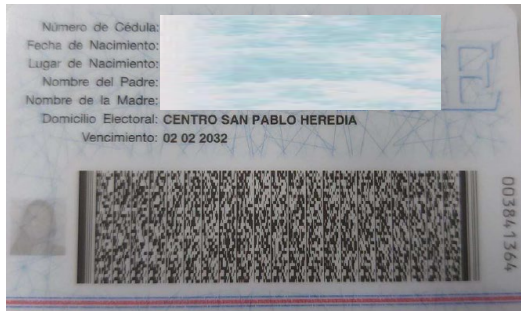 Número de Cédula:
Fecha de Nacimiento:
Lugar de Nacimiento:
Nombre del Padre:
Nombre de la Madre:
Domicilio Electoral: CENTRO SAN PABLO HEREDIA
Vencimiento: 02 02 2032
003841364